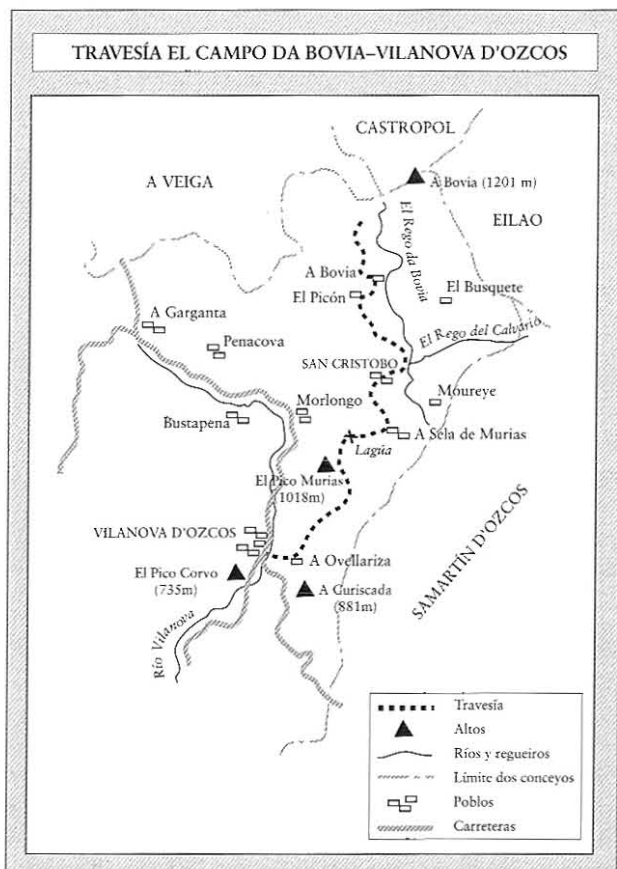 TRAVESÍA EL CAMPO DA BOVIA–VILANOVA D'OZCOS
CASTROPOL
A VEIGA
A Bovia (1201 m)
EILAO
El Rego da Bovia
A Bovia
El Picón
El Busquete
A Garganta
Penacova
El Rego del Calvario
SAN CRISTOBO
Morlongo
Moureye
Bustapena
A Sela de Murias
Lagúa
El Pico Murias
(1018m)
SAMARTÍN D'OZCOS
VILANOVA D'OZCOS
A Ovellariza
El Pico Corvo
(735m)
A Guriscada
(881m)
Río Vilanova
Travesía
Altos
Ríos y regueiros
Límite dos conceyos
Poblos
Carreteras